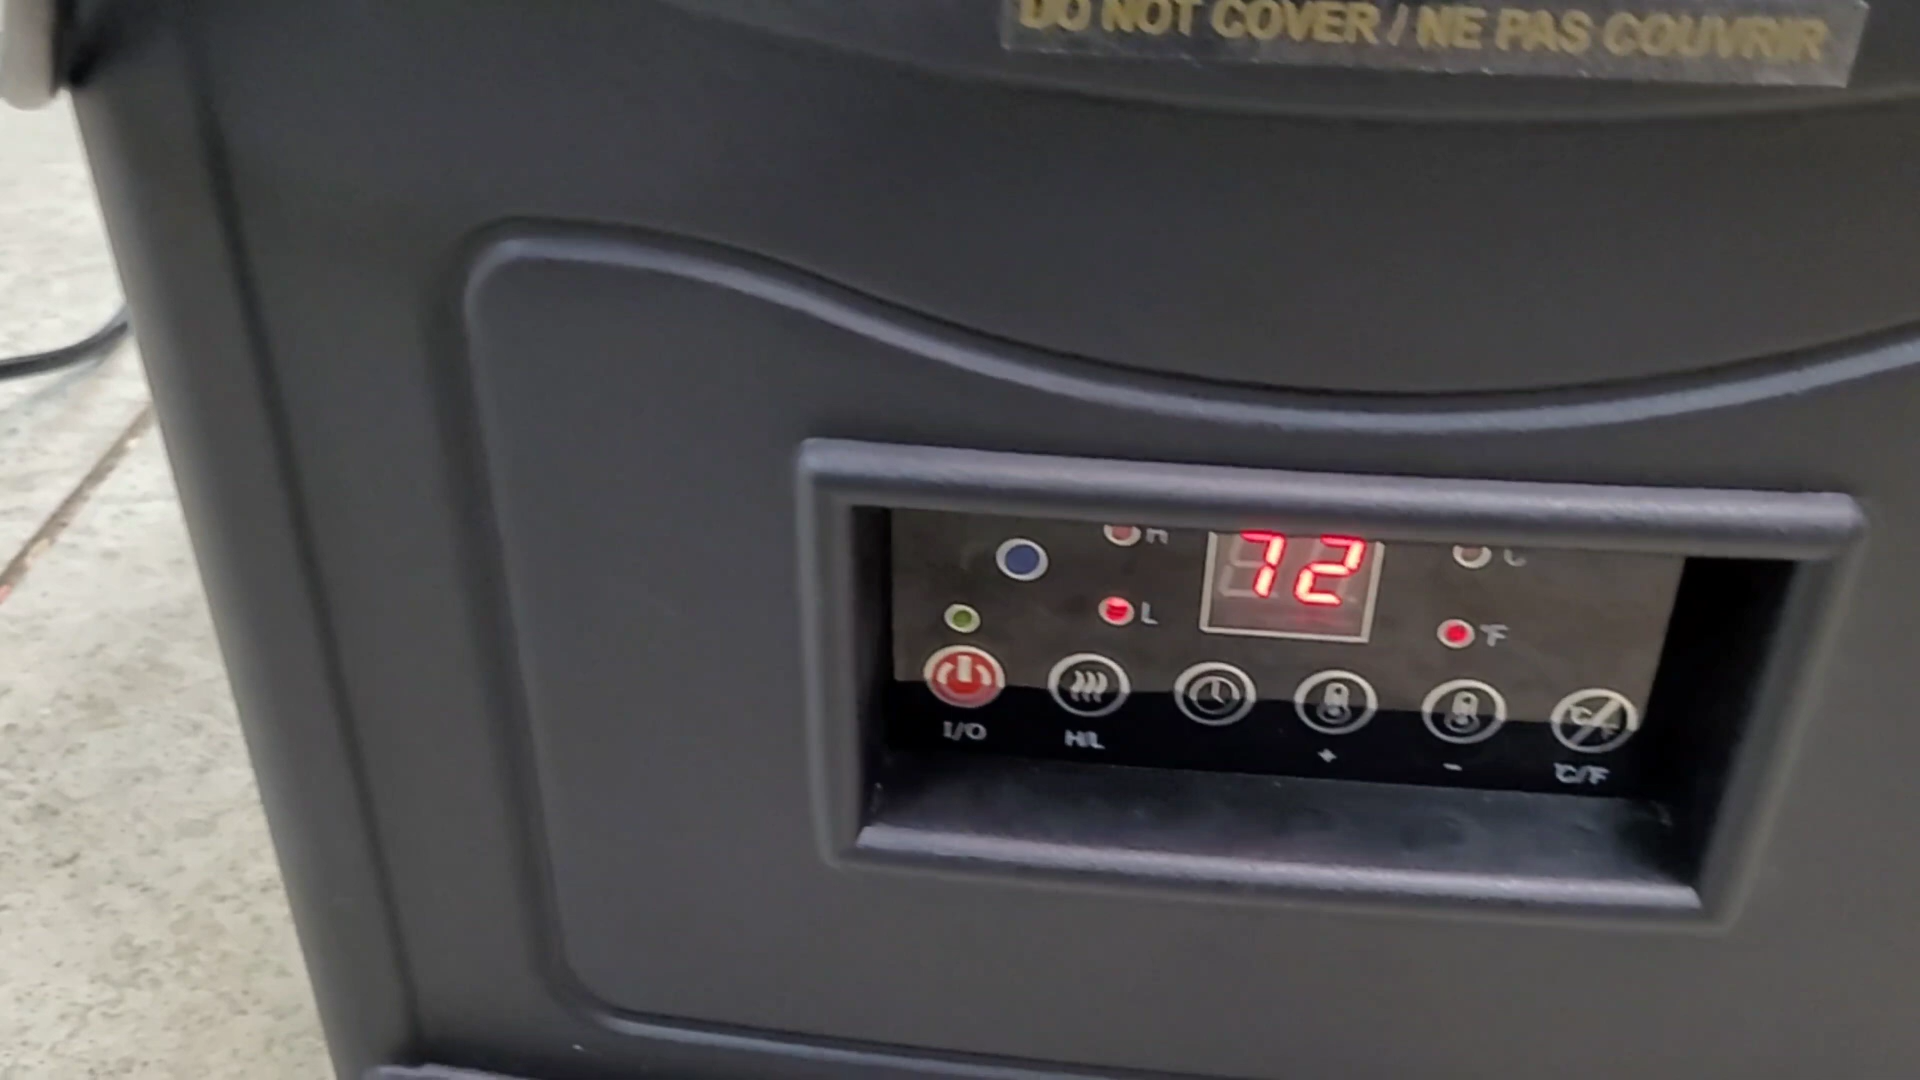 DO NOT COVER / NE PAS COUVRIR
H
72
C
L
°F
I/O
H/L
+
-
°C/F